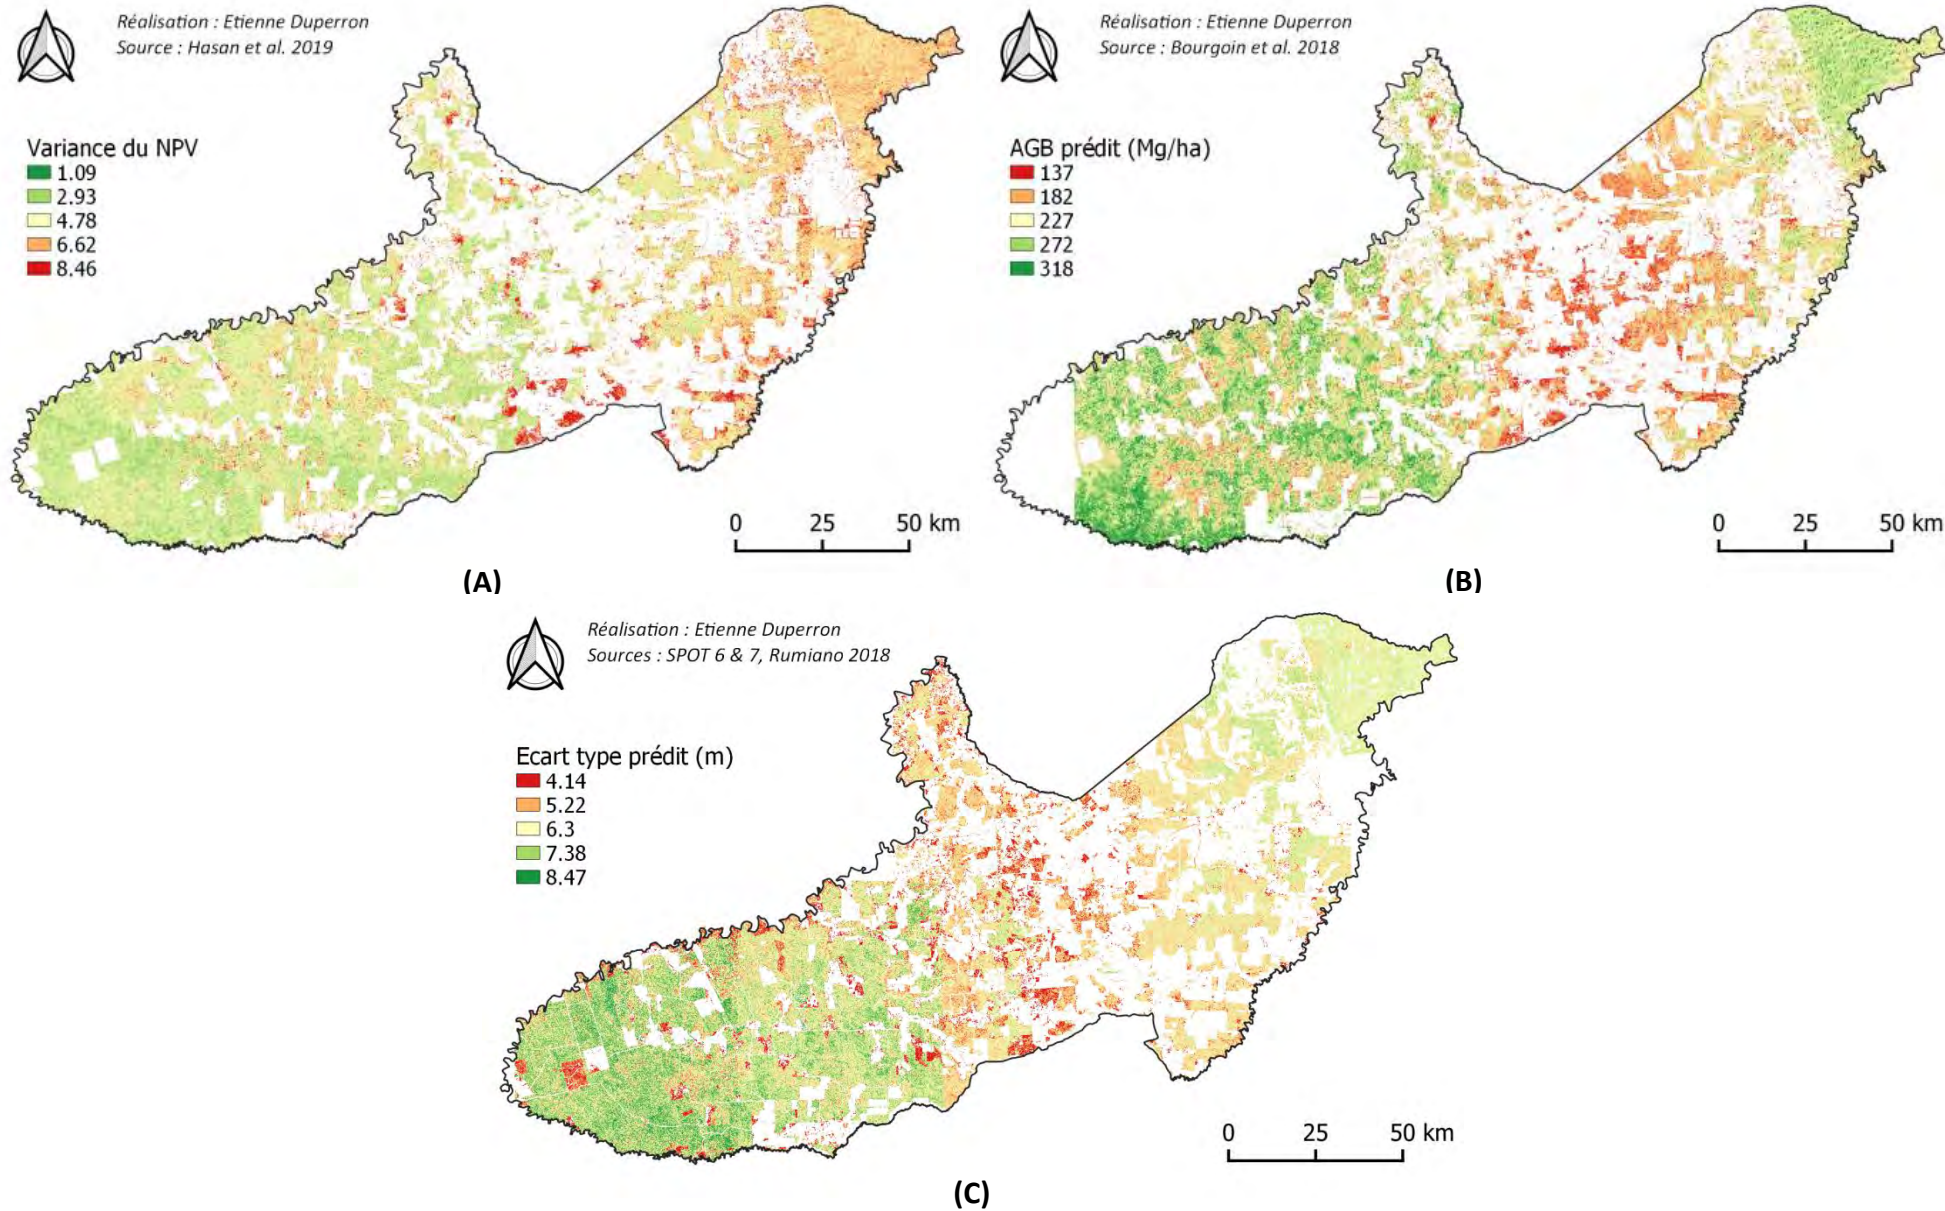 Réalisation : Etienne Duperron
Source : Hasan et al. 2019
Variance du NPV
1.09
2.93
4.78
6.62
8.46
0 25 50 km
(A)
Réalisation : Etienne Duperron
Source : Bourgoin et al. 2018
AGB prédit (Mg/ha)
137
182
227
272
318
0 25 50 km
(B)
Réalisation : Etienne Duperron
Sources : SPOT 6 & 7, Rumiano 2018
Ecart type prédit (m)
4.14
5.22
6.3
7.38
8.47
0 25 50 km
(C)